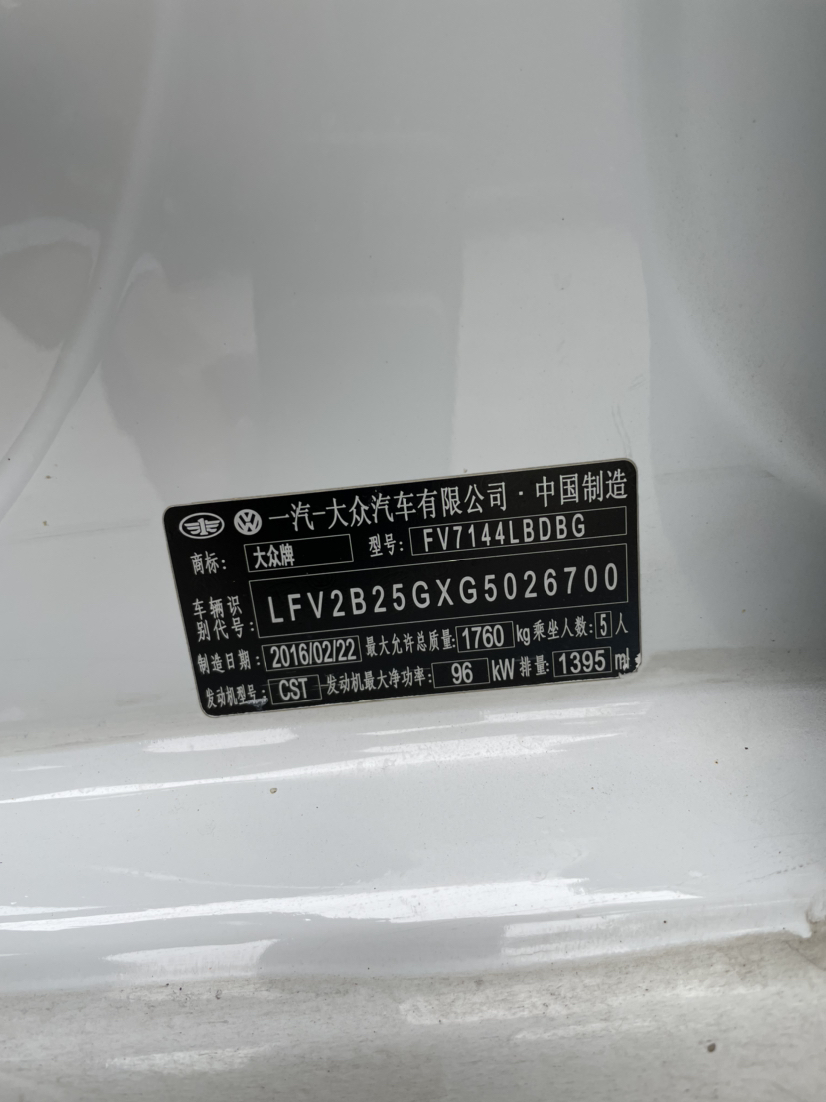 一汽-大众汽车有限公司·中国制造
商标: 大众牌 型号: FV7144LBDBG
车辆识别代号: LFV2B25GXG5026700
制造日期: 2016/02/22 最大允许总质量: 1760 kg 乘坐人数: 5 人
发动机型号: CST 发动机最大净功率: 96 kW 排量: 1395 ml